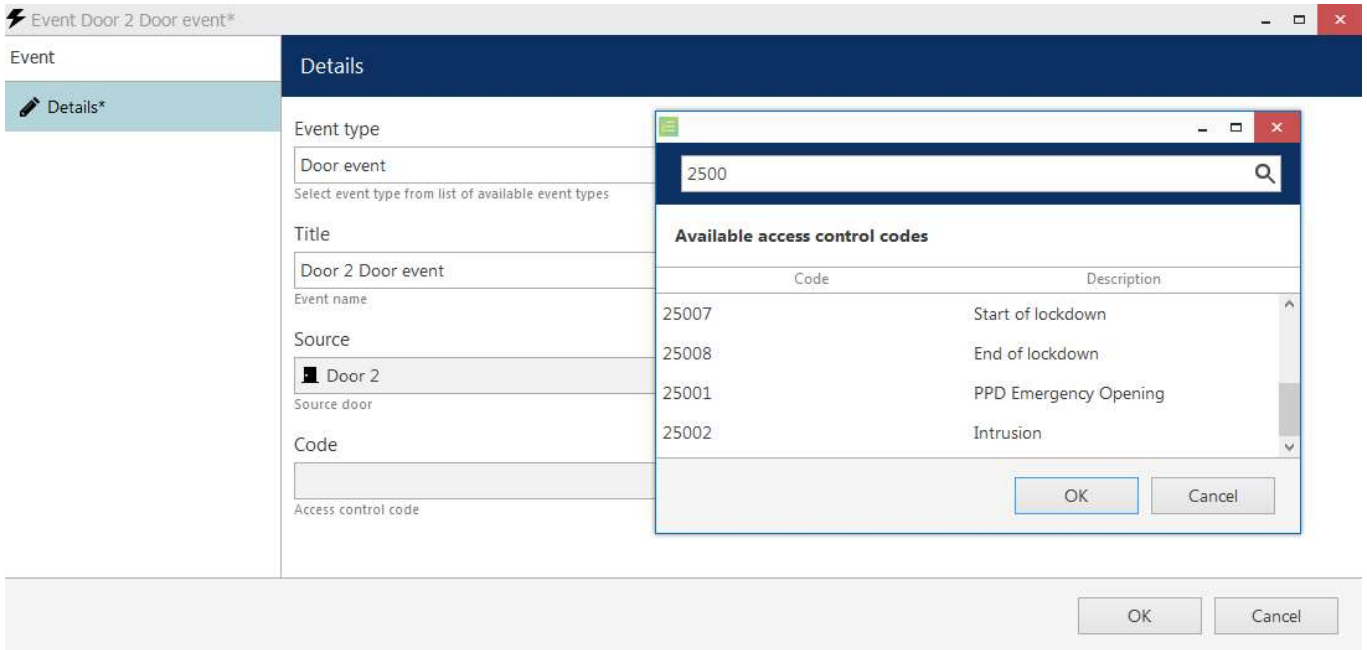 Event Door 2 Door event*
Event
Details*
Details
Event type
Door event
Select event type from list of available event types
Title
Door 2 Door event
Event name
Source
Door 2
Source door
Code
Access control code
2500
Available access control codes
Code Description
25007 Start of lockdown
25008 End of lockdown
25001 PPD Emergency Opening
25002 Intrusion
OK Cancel
OK Cancel